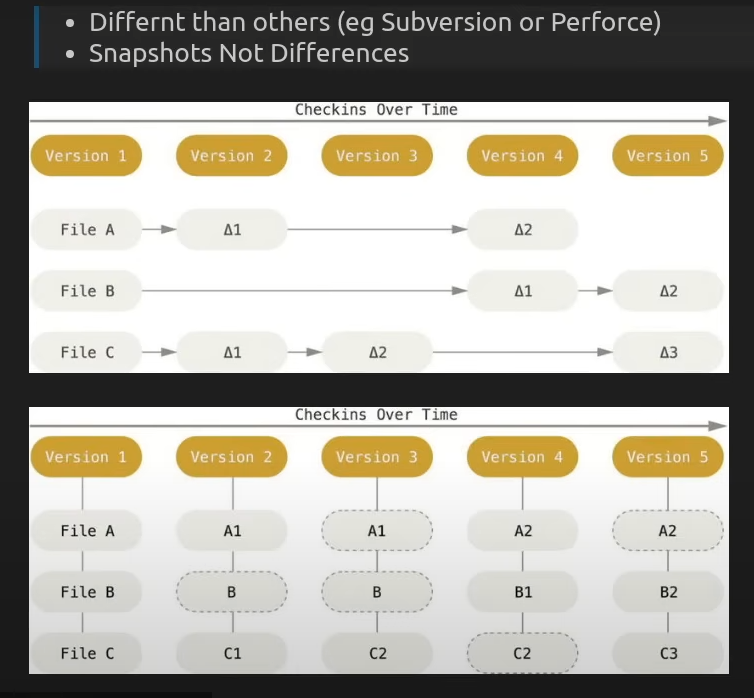 Differnt than others (eg Subversion or Perforce)
Snapshots Not Differences
Checkins Over Time
Version 1 Version 2 Version 3 Version 4 Version 5
File A Δ1 Δ2
File B Δ1 Δ2
File C Δ1 Δ2 Δ3
Checkins Over Time
Version 1 Version 2 Version 3 Version 4 Version 5
File A A1 A1 A2 A2
File B B B B1 B2
File C C1 C2 C2 C3